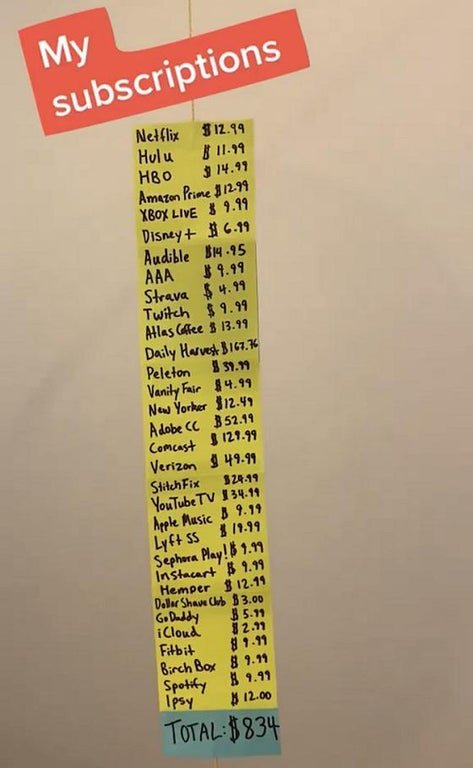 My
subscriptions
Netflix $12.99
Hulu $11.99
HBO $14.99
Amazon Prime $12.99
XBOX LIVE $9.99
Disney+ $6.99
Audible $14.95
AAA $9.99
Strava $4.99
Twitch $9.99
Atlas Coffee $13.99
Daily Harvest $167.76
Peleton $39.99
Vanity Fair $4.99
New Yorker $12.49
Adobe CC $52.99
Comcast $129.99
Verizon $49.99
StitchFix $24.99
YouTubeTV $34.99
Apple Music $9.99
Lyft SS $19.99
Sephora Play! $9.99
Instacart $9.99
Hemper $12.99
Dollar Shave Club $3.00
GoDaddy $5.99
iCloud $2.99
Fitbit $9.99
Birch Box $9.99
Spotify $9.99
Ipsy $12.00
TOTAL: $834